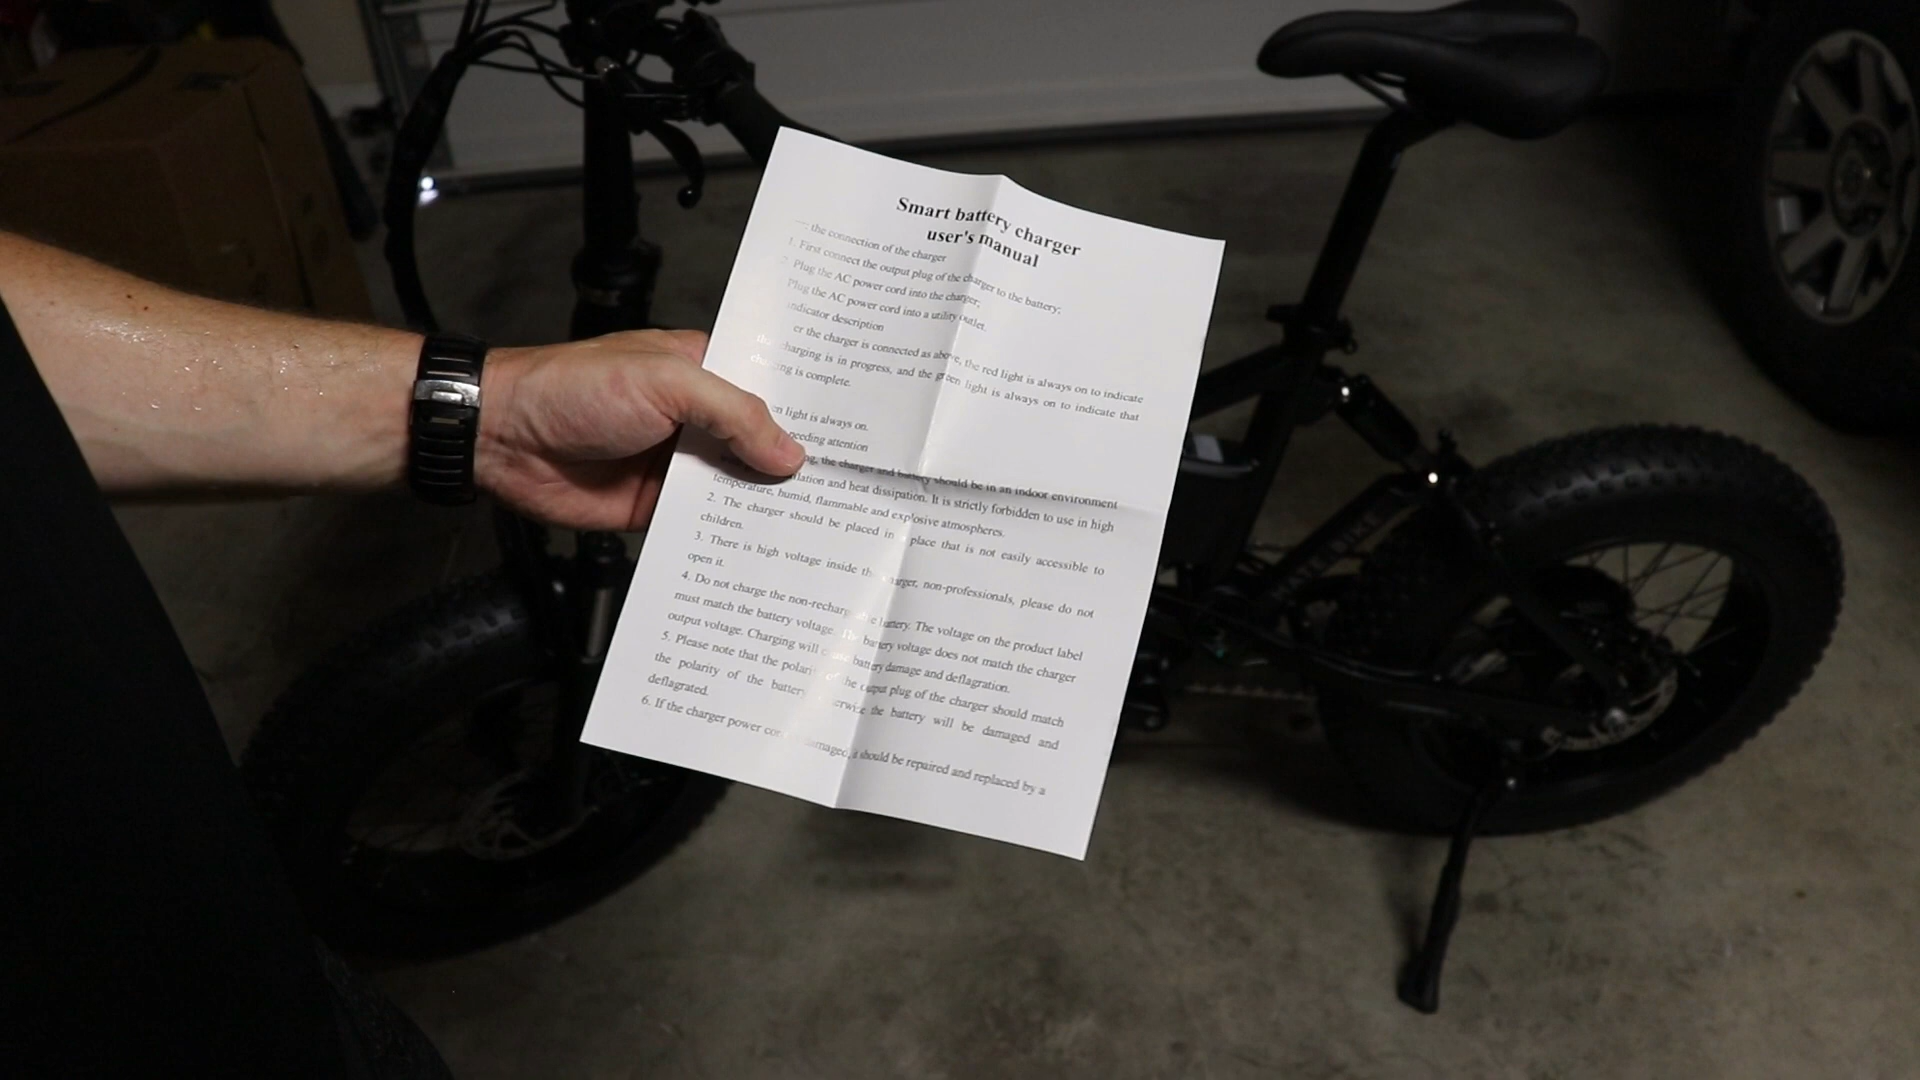 Smart battery charger
user's manual
the connection of the charger
1. First connect the output plug of the charger to the battery;
2. Plug the AC power cord into the charger;
Plug the AC power cord into a utility outlet.
indicator description
er the charger is connected as above, the red light is always on to indicate
charging is in progress, and the green light is always on to indicate that
charging is complete.
en light is always on.
needing attention
ng, the charger and battery should be in an indoor environment
ilation and heat dissipation. It is strictly forbidden to use in high
temperature, humid, flammable and explosive atmospheres.
2. The charger should be placed in a place that is not easily accessible to
children.
3. There is high voltage inside the charger, non-professionals, please do not
open it.
4. Do not charge the non-rechargeable battery. The voltage on the product label
must match the battery voltage. The battery voltage does not match the charger
output voltage. Charging will cause battery damage and deflagration.
5. Please note that the polarity of the output plug of the charger should match
the polarity of the battery erwize the battery will be damaged and
deflagrated.
6. If the charger power cord damaged, it should be repaired and replaced by a
MATE BIKE